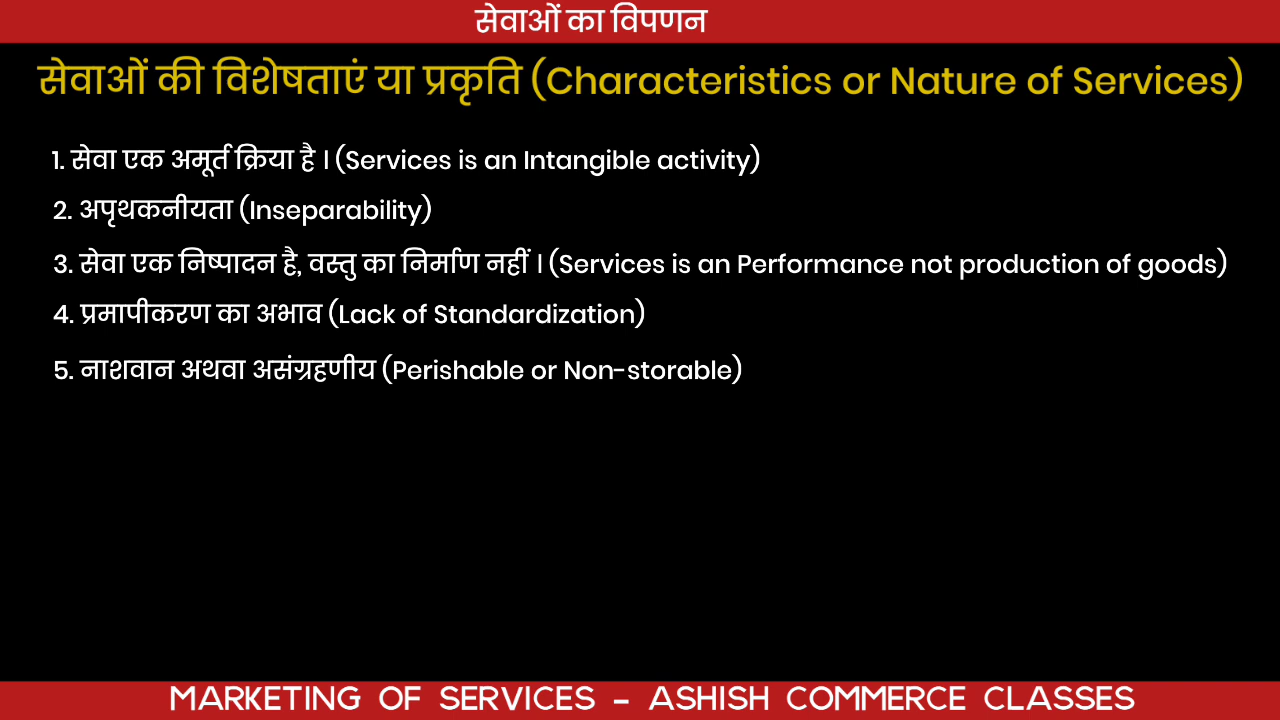 सेवाओं का विपणन
सेवाओं की विशेषताएं या प्रकृति (Characteristics or Nature of Services)
1. सेवा एक अमूर्त क्रिया है । (Services is an Intangible activity)
2. अपृथकनीयता (Inseparability)
3. सेवा एक निष्पादन है, वस्तु का निर्माण नहीं । (Services is an Performance not production of goods)
4. प्रमापीकरण का अभाव (Lack of Standardization)
5. नाशवान अथवा असंग्रहणीय (Perishable or Non-storable)
MARKETING OF SERVICES - ASHISH COMMERCE CLASSES